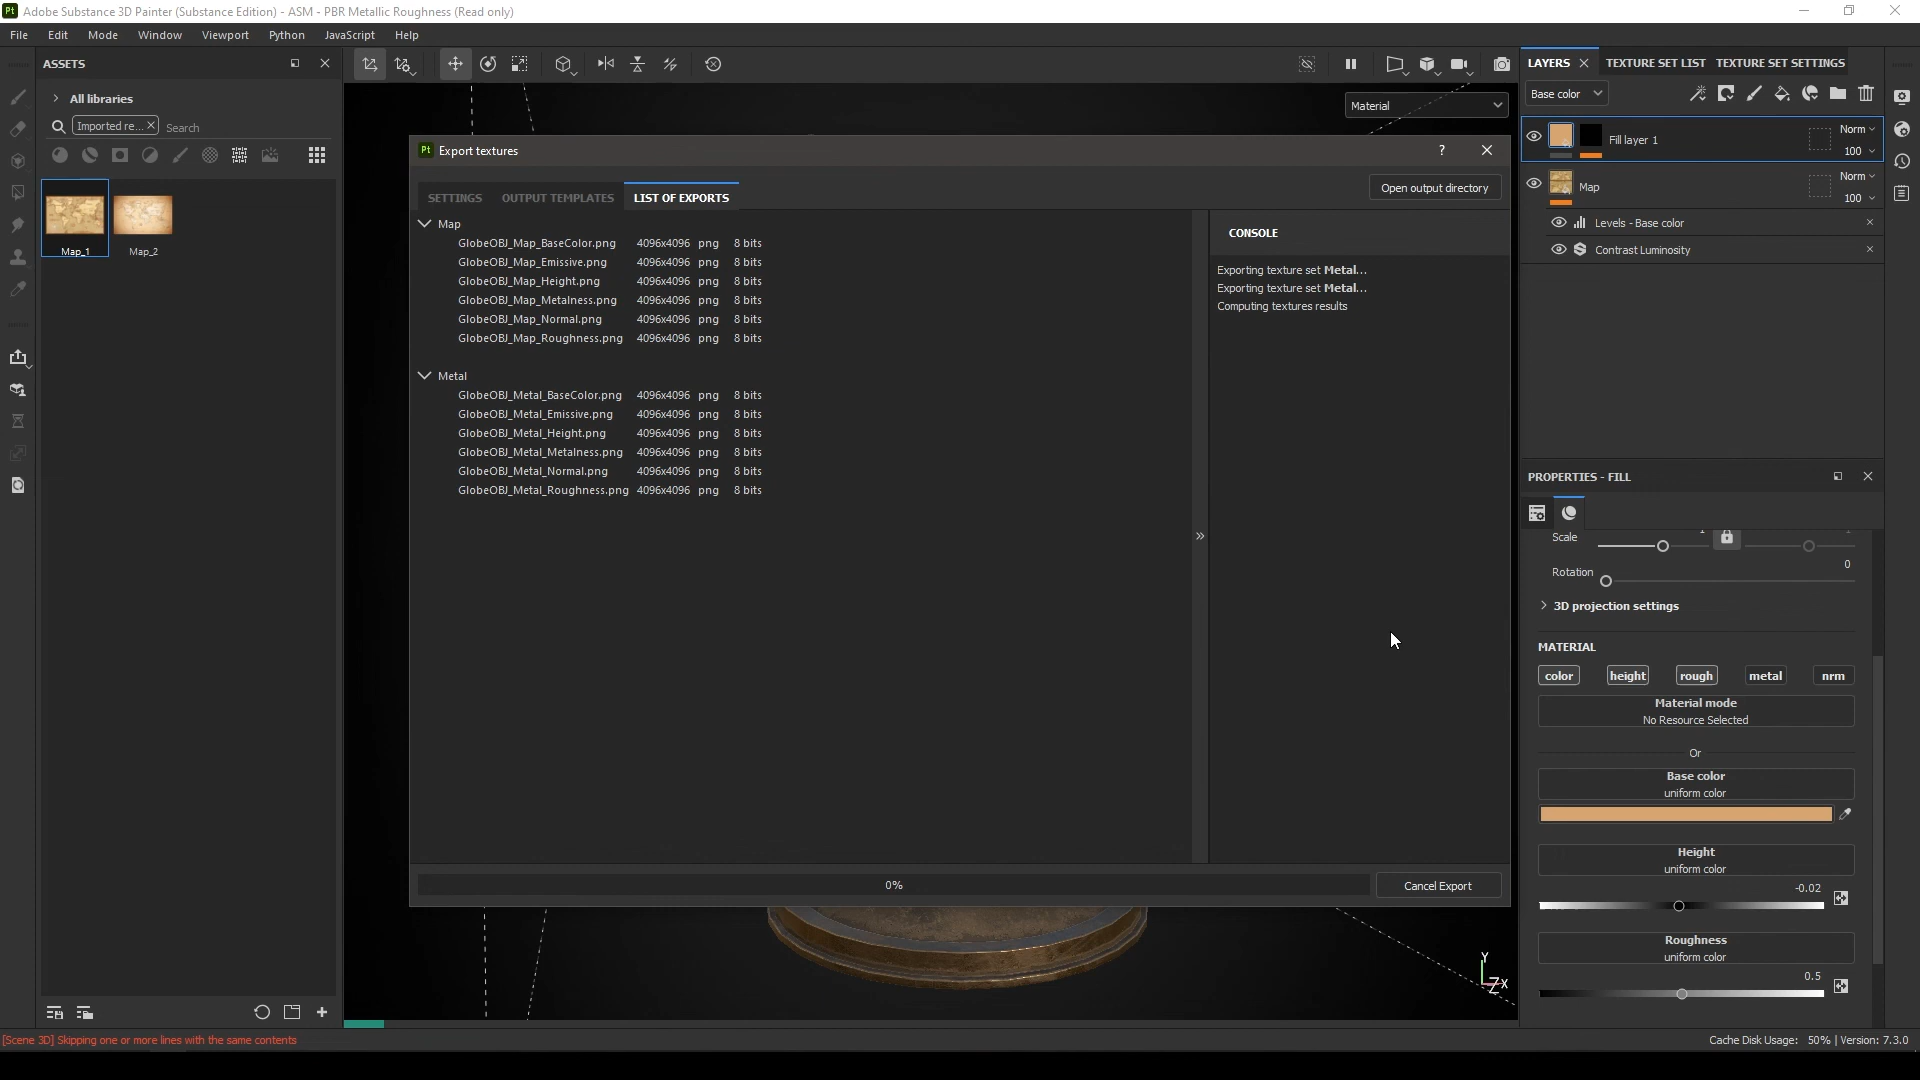 Pt Adobe Substance 3D Painter (Substance Edition) - ASM - PBR Metallic Roughness (Read only)
File Edit Mode Window Viewport Python JavaScript Help
ASSETS
All libraries
Imported re... Search
Map_1
Map_2
Material
Pt Export textures
?
SETTINGS
OUTPUT TEMPLATES
LIST OF EXPORTS
Open output directory
Map
GlobeOBJ_Map_BaseColor.png 4096x4096 png 8 bits
GlobeOBJ_Map_Emissive.png 4096x4096 png 8 bits
GlobeOBJ_Map_Height.png 4096x4096 png 8 bits
GlobeOBJ_Map_Metalness.png 4096x4096 png 8 bits
GlobeOBJ_Map_Normal.png 4096x4096 png 8 bits
GlobeOBJ_Map_Roughness.png 4096x4096 png 8 bits
Metal
GlobeOBJ_Metal_BaseColor.png 4096x4096 png 8 bits
GlobeOBJ_Metal_Emissive.png 4096x4096 png 8 bits
GlobeOBJ_Metal_Height.png 4096x4096 png 8 bits
GlobeOBJ_Metal_Metalness.png 4096x4096 png 8 bits
GlobeOBJ_Metal_Normal.png 4096x4096 png 8 bits
GlobeOBJ_Metal_Roughness.png 4096x4096 png 8 bits
CONSOLE
Exporting texture set Metal...
Exporting texture set Metal...
Computing textures results
0%
Cancel Export
Y
Z X
LAYERS
TEXTURE SET LIST
TEXTURE SET SETTINGS
Base color
Fill layer 1
Norm
100
Map
Norm
100
Levels - Base color
Contrast Luminosity
PROPERTIES - FILL
Scale
Rotation
0
3D projection settings
MATERIAL
color height rough metal nrm
Material mode
No Resource Selected
Or
Base color
uniform color
Height
uniform color
-0.02
Roughness
uniform color
0.5
[Scene 3D] Skipping one or more lines with the same contents
Cache Disk Usage: 50% | Version: 7.3.0